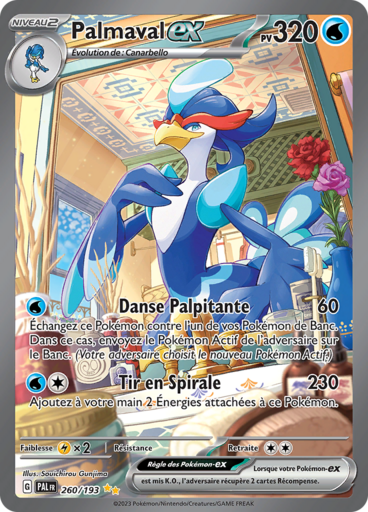 NIVEAU 2
Palmaval ex
PV 320
Évolution de : Canarbello
Danse Palpitante 60
Échangez ce Pokémon contre l'un de vos Pokémon de Banc.
Dans ce cas, envoyez le Pokémon Actif de l'adversaire sur
le Banc. (Votre adversaire choisit le nouveau Pokémon Actif.)
Tir en Spirale 230
Ajoutez à votre main 2 Énergies attachées à ce Pokémon.
Faiblesse ×2 Résistance Retraite
Illus. Souichirou Gunjima
Règle des Pokémon-ex
Lorsque votre Pokémon-ex
est mis K.O., l'adversaire récupère 2 cartes Récompense.
G PAL FR 260/193
©2023 Pokémon/Nintendo/Creatures/GAME FREAK